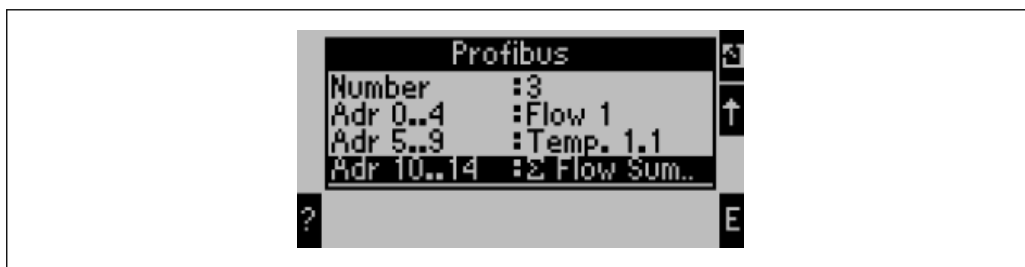 Profibus
Number :3
Adr 0..4 :Flow 1
Adr 5..9 :Temp. 1.1
Adr 10..14 :Σ Flow Sum..
? E